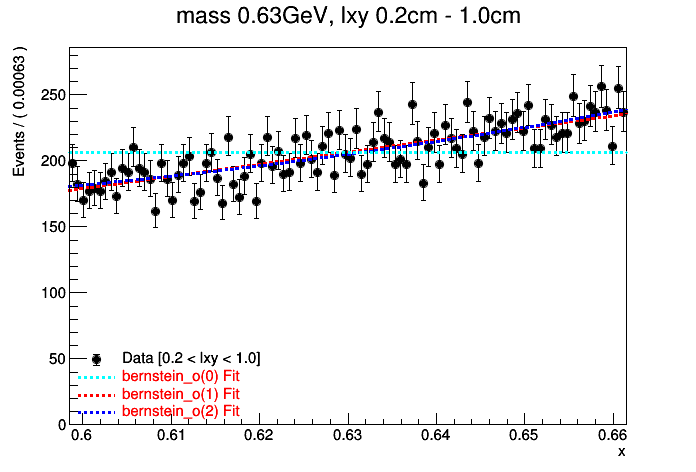 mass 0.63GeV, lxy 0.2cm - 1.0cm
Events / ( 0.00063 )
250
200
150
100
50
0
Data [0.2 < lxy < 1.0]
bernstein_o(0) Fit
bernstein_o(1) Fit
bernstein_o(2) Fit
0.6 0.61 0.62 0.63 0.64 0.65 0.66
x